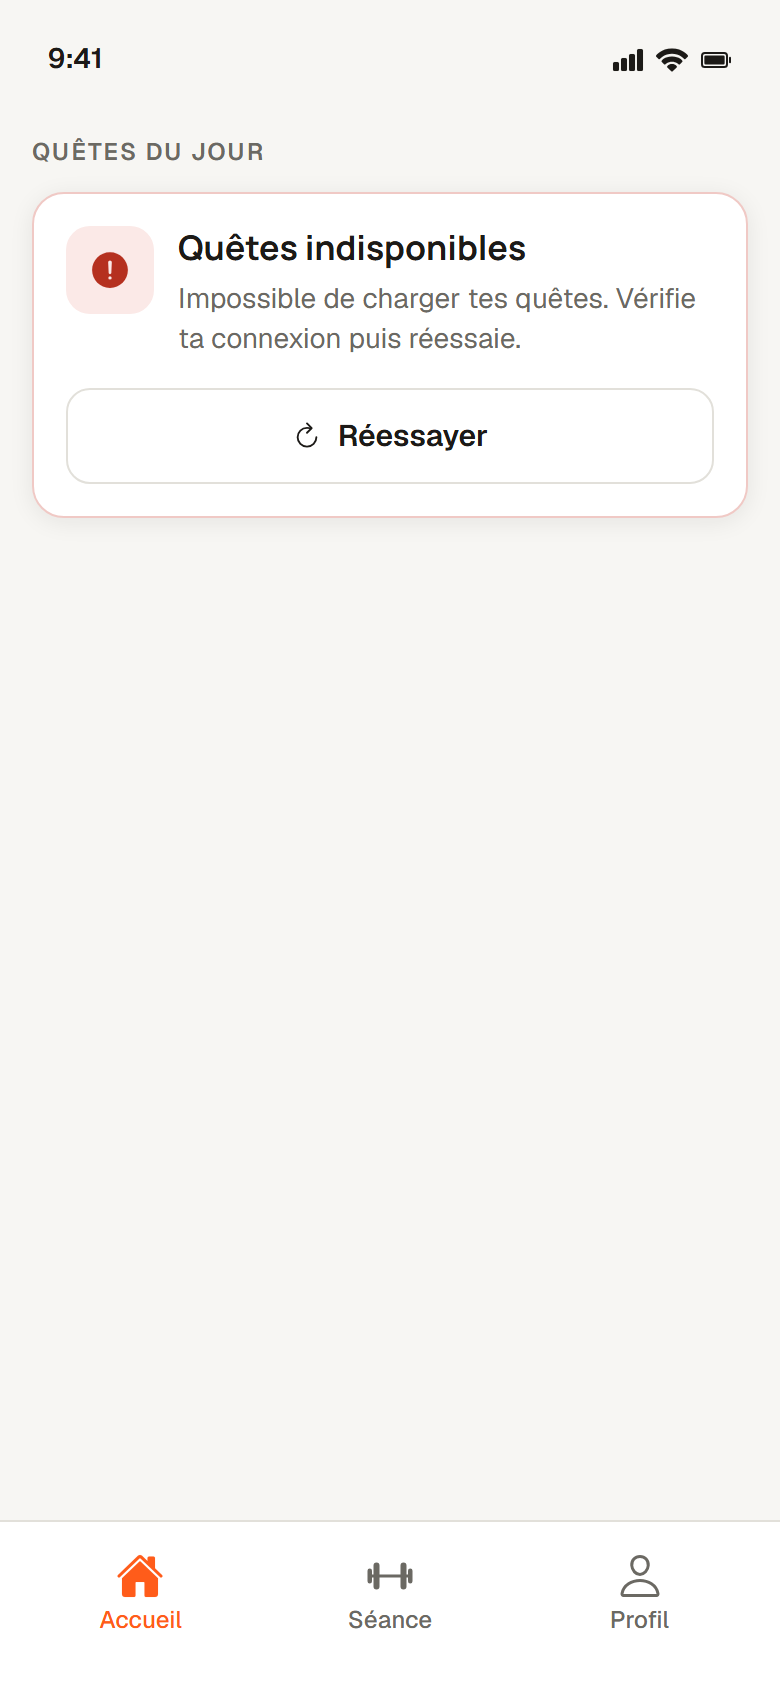 9:41
QUÊTES DU JOUR
Quêtes indisponibles
Impossible de charger tes quêtes. Vérifie
ta connexion puis réessaie.
Réessayer
Accueil
Séance
Profil